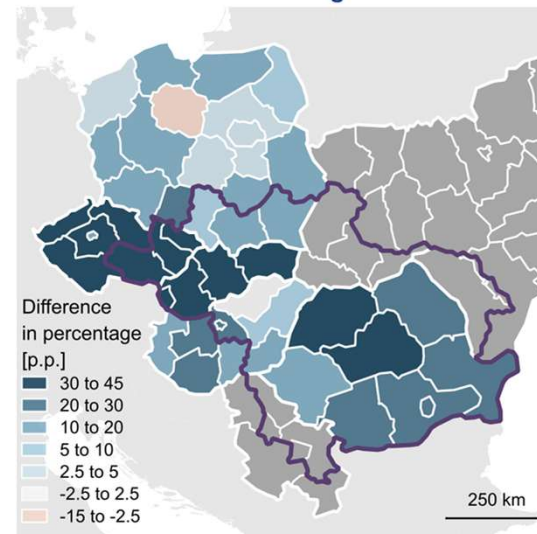 Difference
in percentage
[p.p.]
30 to 45
20 to 30
10 to 20
5 to 10
2.5 to 5
-2.5 to 2.5
-15 to -2.5
250 km